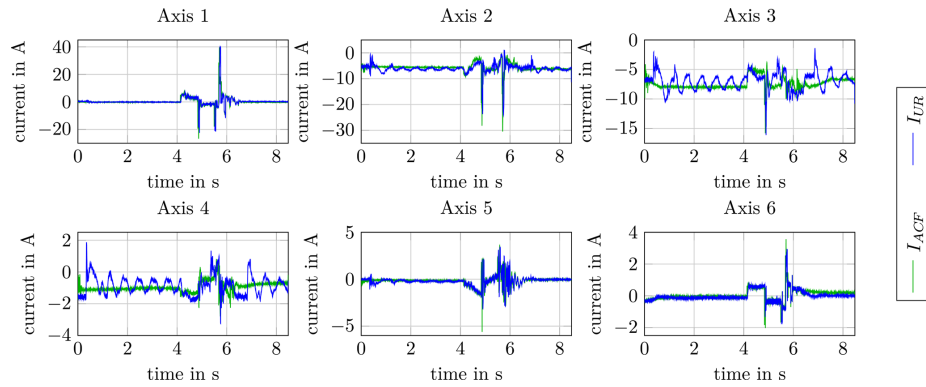 Axis 1
Axis 2
Axis 3
current in A
40
20
0
−20
0
2
4
6
8
time in s
current in A
0
−10
−20
−30
0
2
4
6
8
time in s
current in A
0
−5
−10
−15
0
2
4
6
8
time in s
Axis 4
Axis 5
Axis 6
current in A
2
0
−2
−4
0
2
4
6
8
time in s
current in A
5
0
−5
0
2
4
6
8
time in s
current in A
4
2
0
−2
0
2
4
6
8
time in s
I_ACF
I_UR